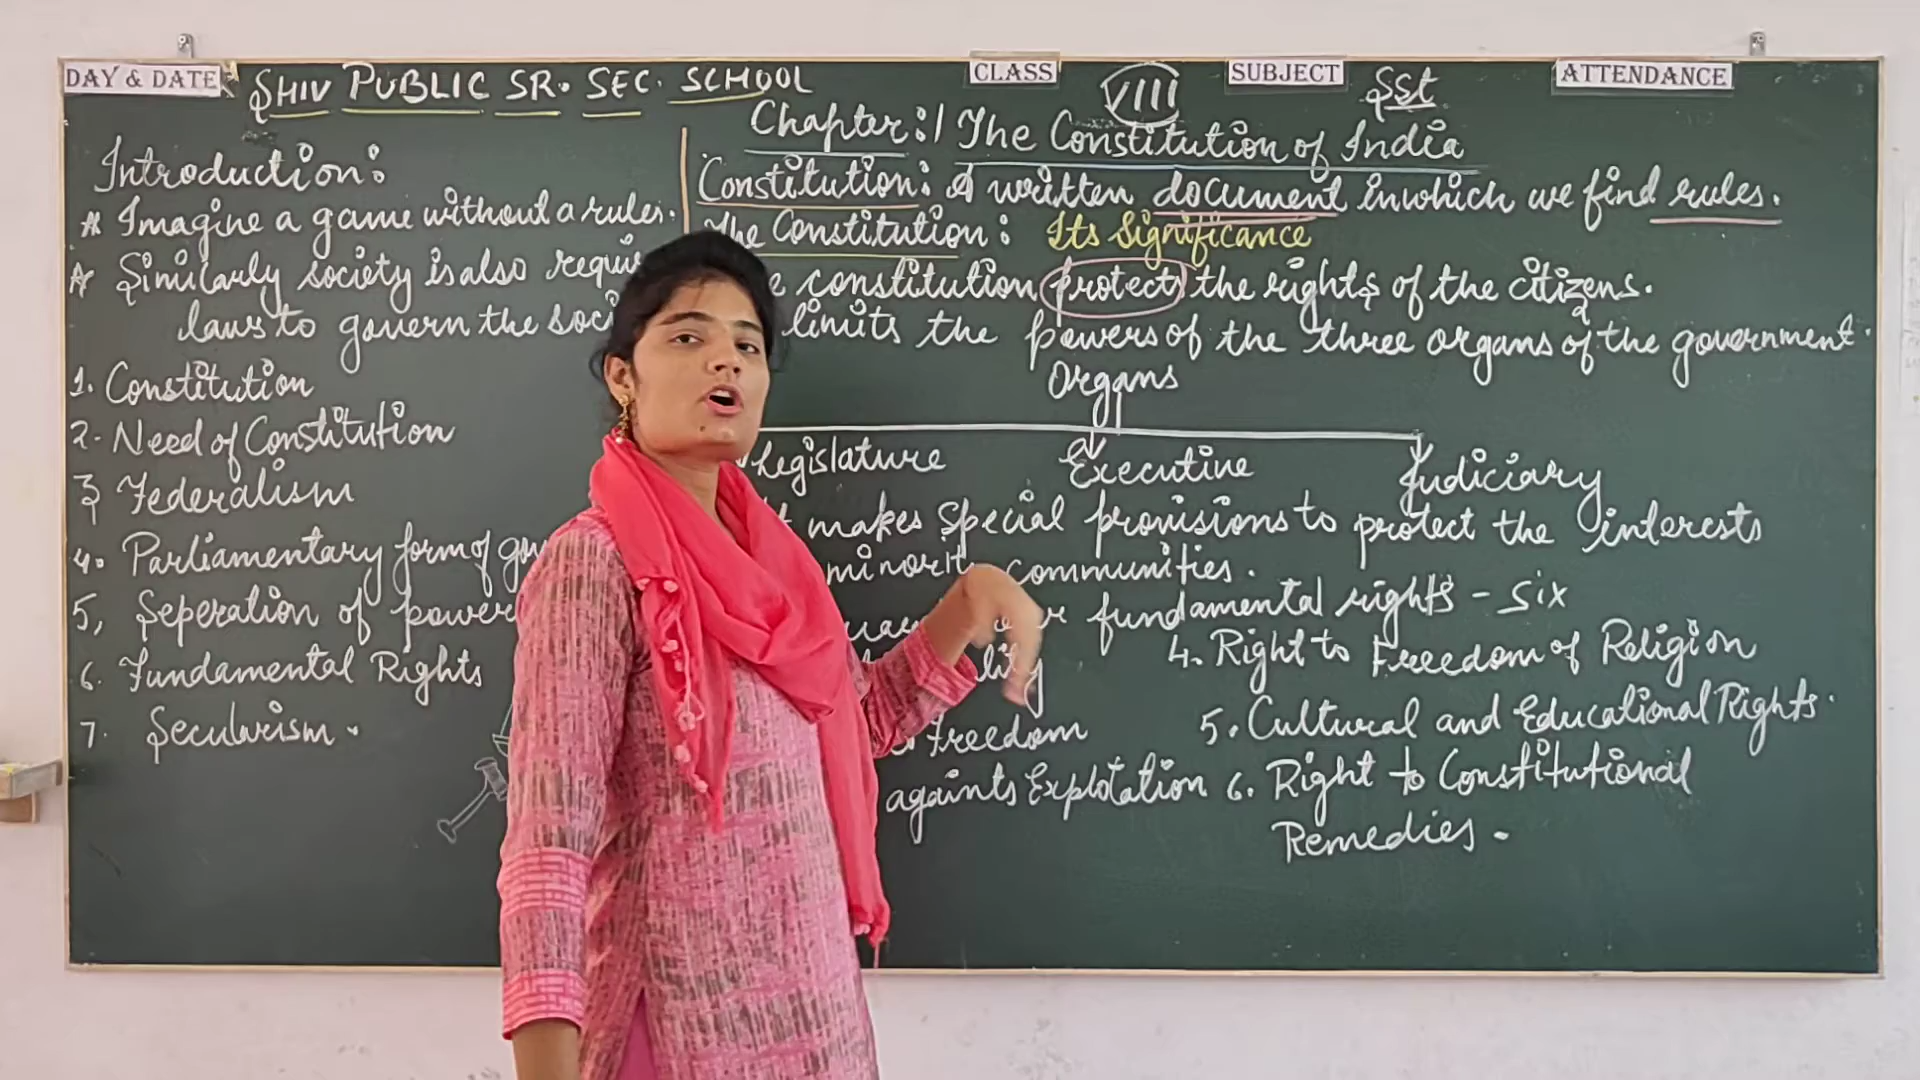 DAY & DATE
SHIV PUBLIC SR. SEC. SCHOOL
CLASS
VIII
SUBJECT
SSt
ATTENDANCE
Introduction:
Imagine a game without a rules.
Similarly society is also
laws to govern the
1. Constitution
2. Need of Constitution
3 Federalism
4. Parliamentary form of
5, Seperation of power
6. Fundamental Rights
7. Secularism.
Chapter:1 The Constitution of India
Constitution: A written document inwhich we find rules.
The Constitution: Its Significance
constitution protects the rights of the citizens.
limits the powers of the three organs of the government.
Organs
Legislature Executive Judiciary
makes special provisions to protect the interests
minority communities.
fundamental rights - six
Freedom
againts Explotation
4. Right to Freedom of Religion
5. Cultural and Educational Rights.
6. Right to Constitutional
Remedies.